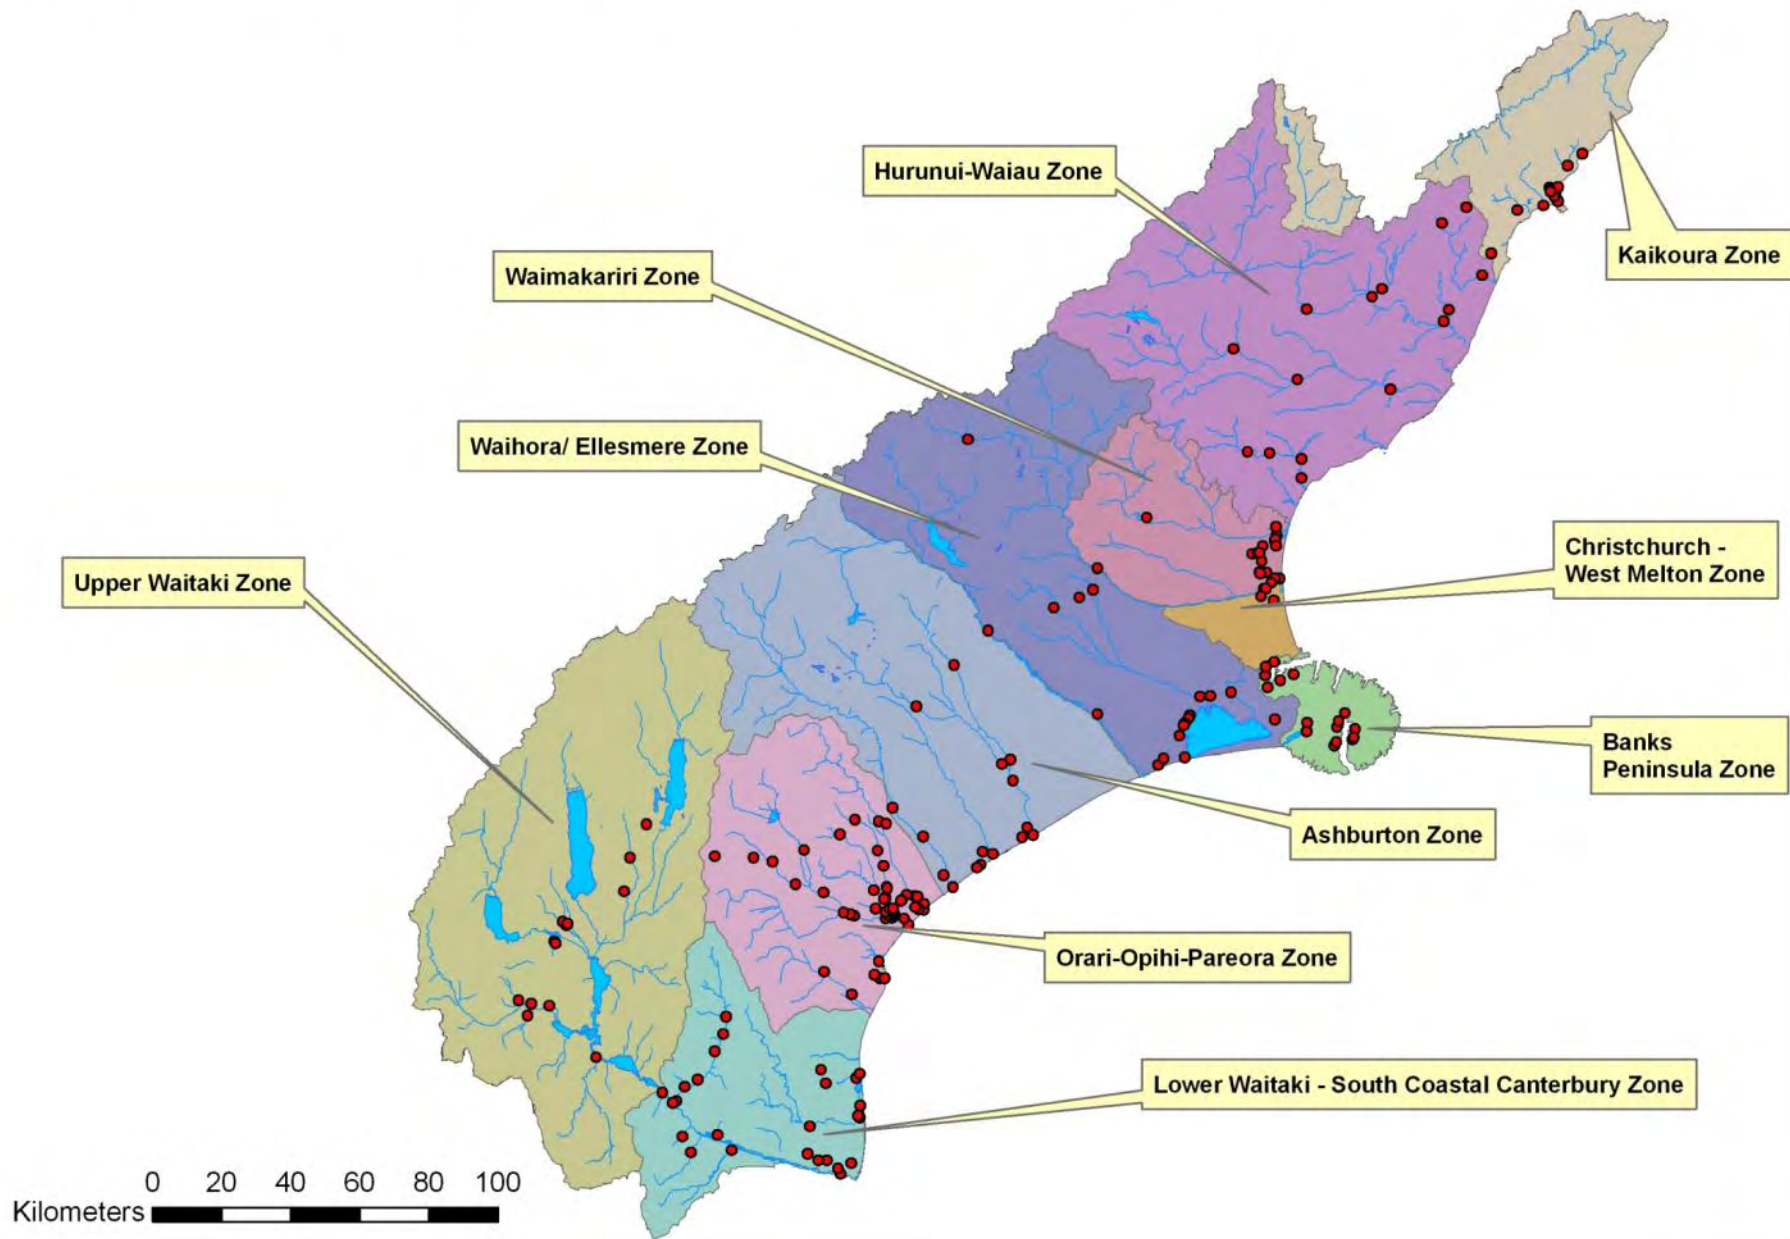 Hurunui-Waiau Zone
Kaikoura Zone
Waimakariri Zone
Waihora/ Ellesmere Zone
Christchurch -
West Melton Zone
Upper Waitaki Zone
Banks
Peninsula Zone
Ashburton Zone
Orari-Opihi-Pareora Zone
Lower Waitaki - South Coastal Canterbury Zone
0 20 40 60 80 100
Kilometers